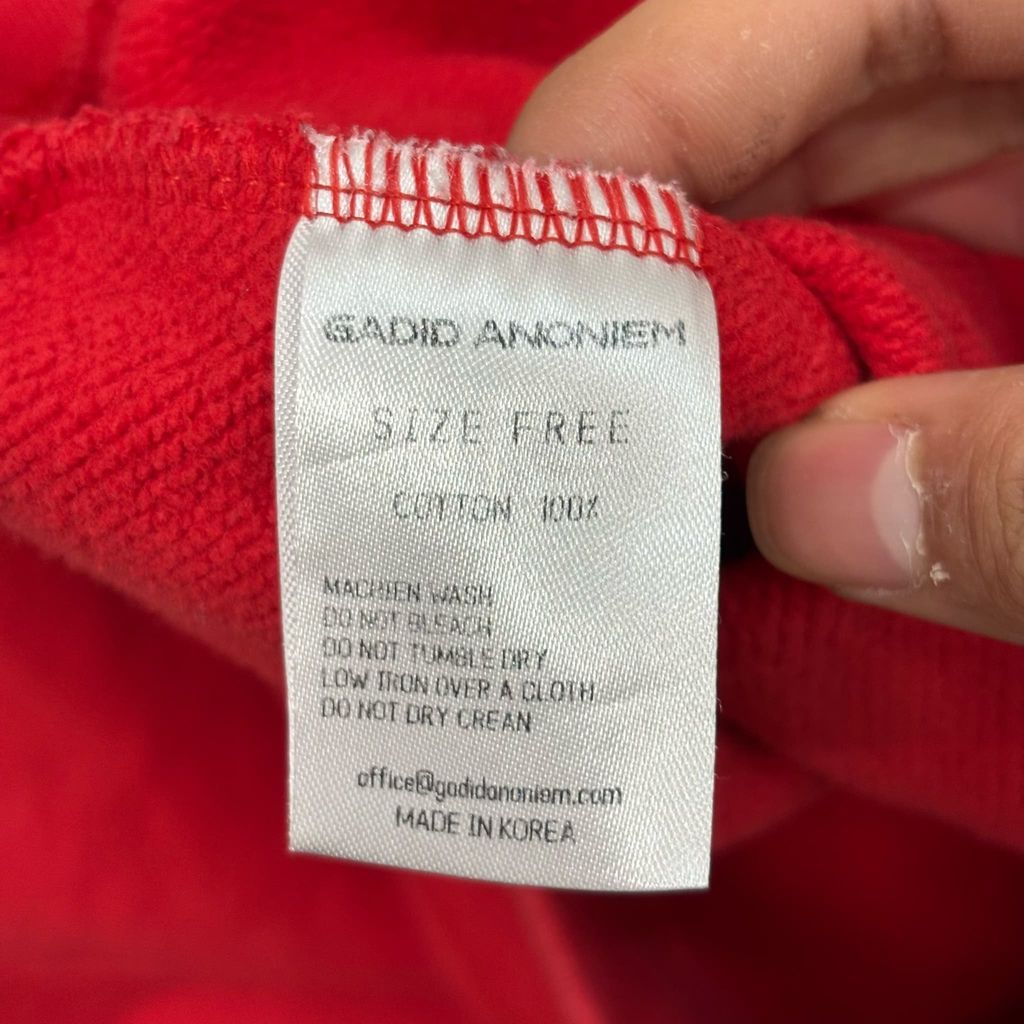 GADID ANONIEM
SIZE FREE
COTTON 100%
MACHIEN WASH
DO NOT BLEACH
DO NOT TUMBLE DRY
LOW IRON OVER A CLOTH
DO NOT DRY CREAN
office@gadidanoniem.com
MADE IN KOREA